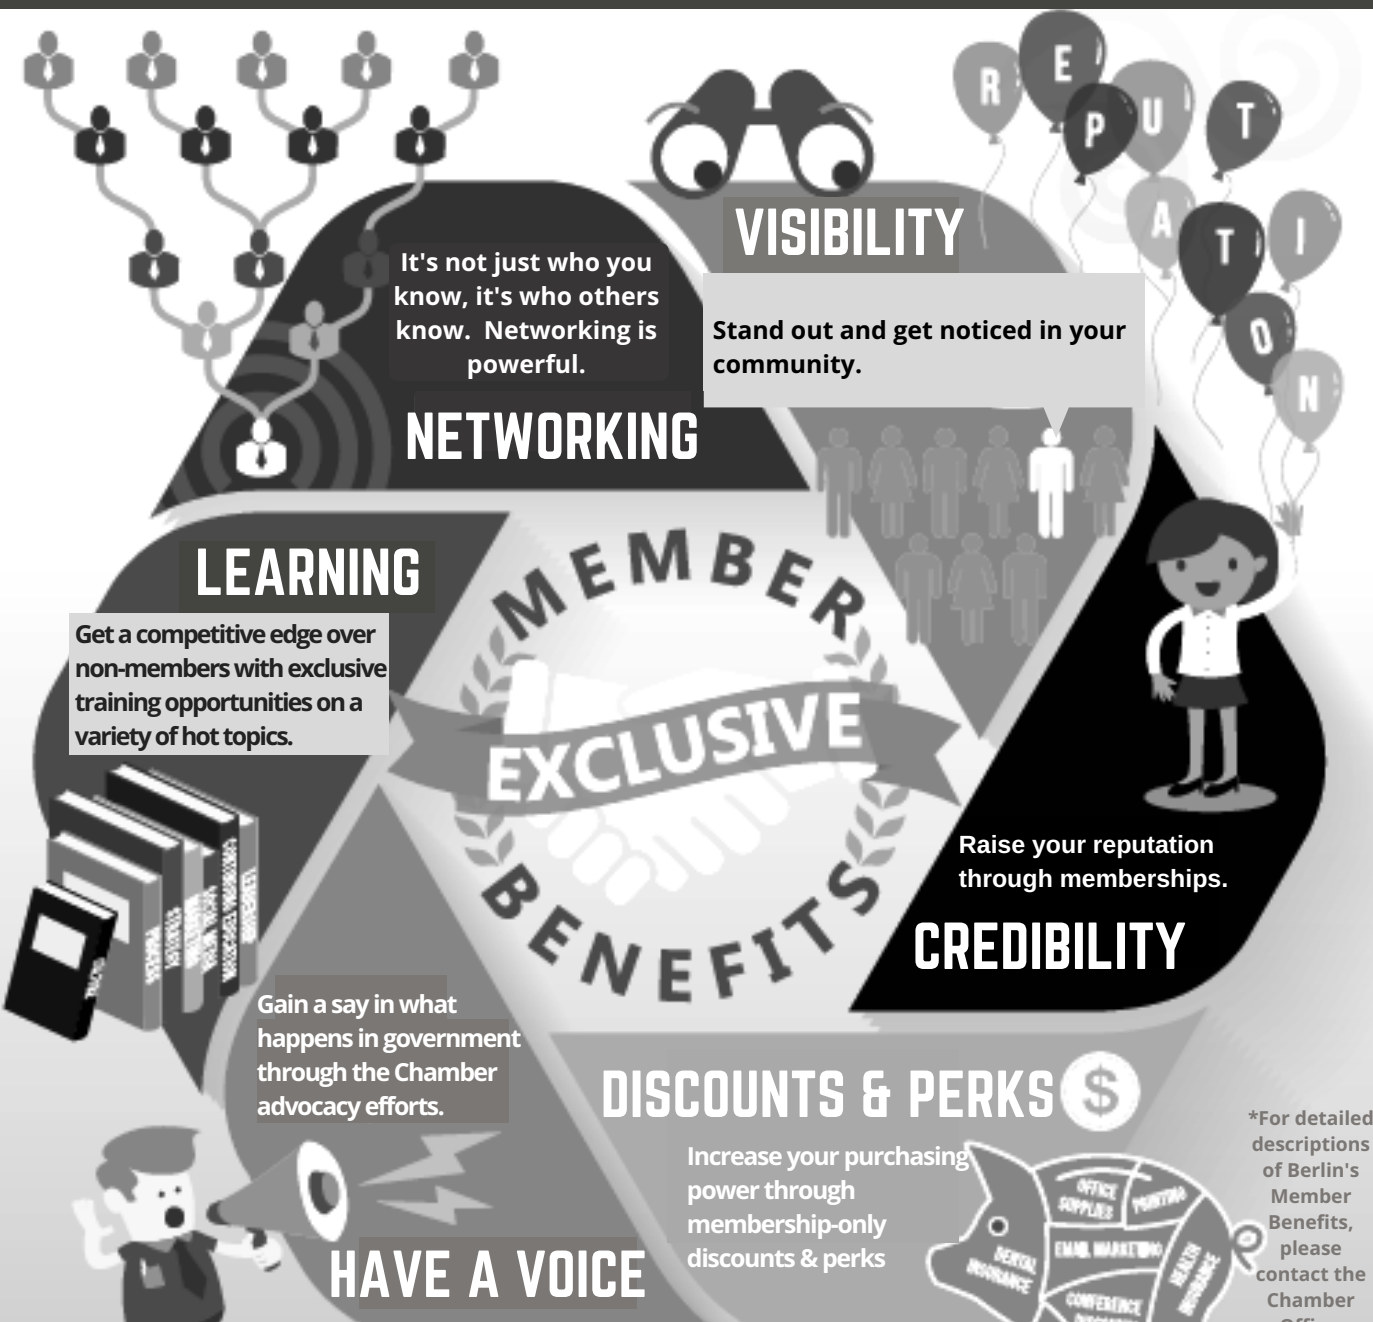 R E P U T A T I O N
VISIBILITY
It's not just who you
know, it's who others
know.  Networking is
powerful.
NETWORKING
Stand out and get noticed in your
community.
LEARNING
Get a competitive edge over
non-members with exclusive
training opportunities on a
variety of hot topics.
MEMBER
EXCLUSIVE
BENEFITS
Raise your reputation
through memberships.
CREDIBILITY
Gain a say in what
happens in government
through the Chamber
advocacy efforts.
HAVE A VOICE
DISCOUNTS & PERKS $
Increase your purchasing
power through
membership-only
discounts & perks
OFFICE
SUPPLIES
PRINTING
DENTAL
INSURANCE
EMAIL MARKETING
HEALTH
INSURANCE
CONFERENCE
*For detailed
descriptions
of Berlin's
Member
Benefits,
please
contact the
Chamber